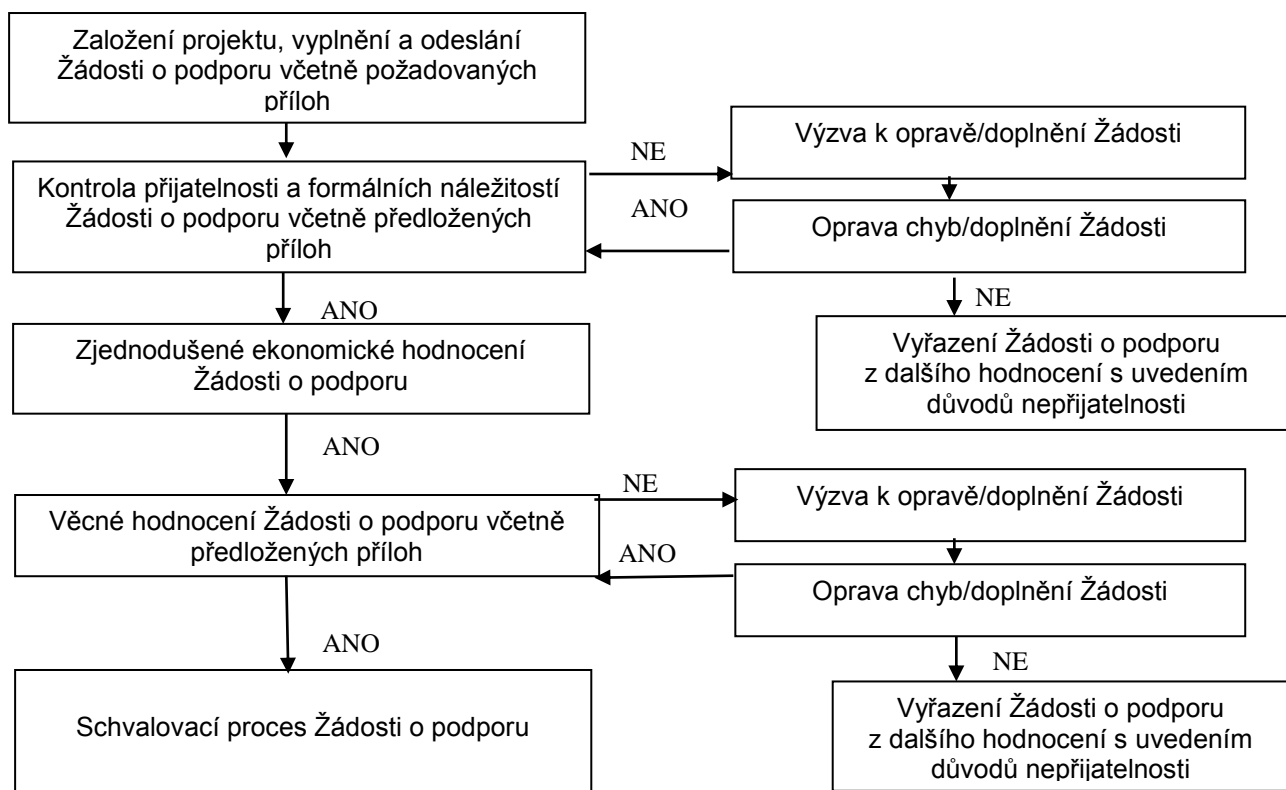 Založení projektu, vyplnění a odeslání
Žádosti o podporu včetně požadovaných
příloh
NE
Výzva k opravě/doplnění Žádosti
Kontrola přijatelnosti a formálních náležitostí
Žádosti o podporu včetně předložených
příloh
ANO
Oprava chyb/doplnění Žádosti
ANO
NE
Zjednodušené ekonomické hodnocení
Žádosti o podporu
Vyřazení Žádosti o podporu
z dalšího hodnocení s uvedením
důvodů nepřijatelnosti
ANO
NE
Výzva k opravě/doplnění Žádosti
Věcné hodnocení Žádosti o podporu včetně
předložených příloh
ANO
Oprava chyb/doplnění Žádosti
ANO
NE
Schvalovací proces Žádosti o podporu
Vyřazení Žádosti o podporu
z dalšího hodnocení s uvedením
důvodů nepřijatelnosti